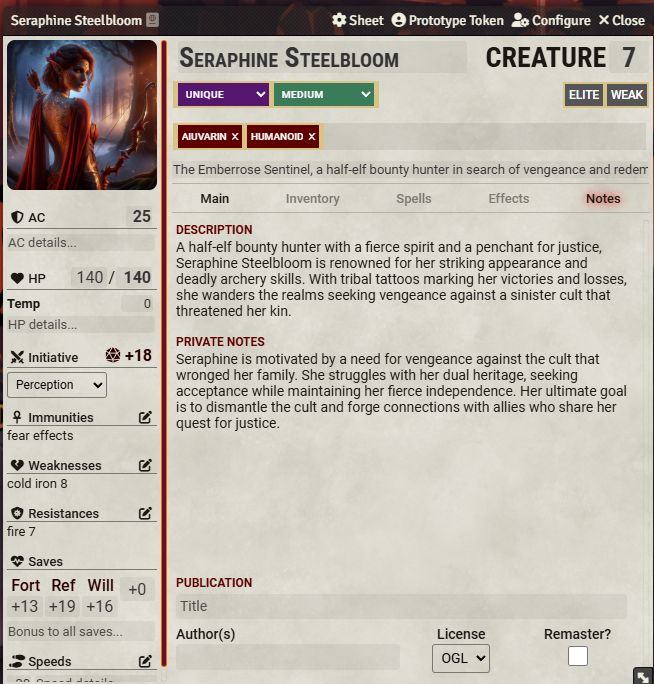 Seraphine Steelbloom Sheet Prototype Token Configure Close
SERAPHINE STEELBLOOM CREATURE 7
UNIQUE MEDIUM ELITE WEAK
AIUVARIN X HUMANOID X
The Emberrose Sentinel, a half-elf bounty hunter in search of vengeance and redem
Main Inventory Spells Effects Notes
AC 25
AC details...
HP 140 / 140
Temp 0
HP details...
Initiative +18
Perception
Immunities
fear effects
Weaknesses
cold iron 8
Resistances
fire 7
Saves
Fort Ref Will +0
+13 +19 +16
Bonus to all saves...
Speeds
DESCRIPTION
A half-elf bounty hunter with a fierce spirit and a penchant for justice,
Seraphine Steelbloom is renowned for her striking appearance and
deadly archery skills. With tribal tattoos marking her victories and losses,
she wanders the realms seeking vengeance against a sinister cult that
threatened her kin.
PRIVATE NOTES
Seraphine is motivated by a need for vengeance against the cult that
wronged her family. She struggles with her dual heritage, seeking
acceptance while maintaining her fierce independence. Her ultimate goal
is to dismantle the cult and forge connections with allies who share her
quest for justice.
PUBLICATION
Title
Author(s) License Remaster?
OGL